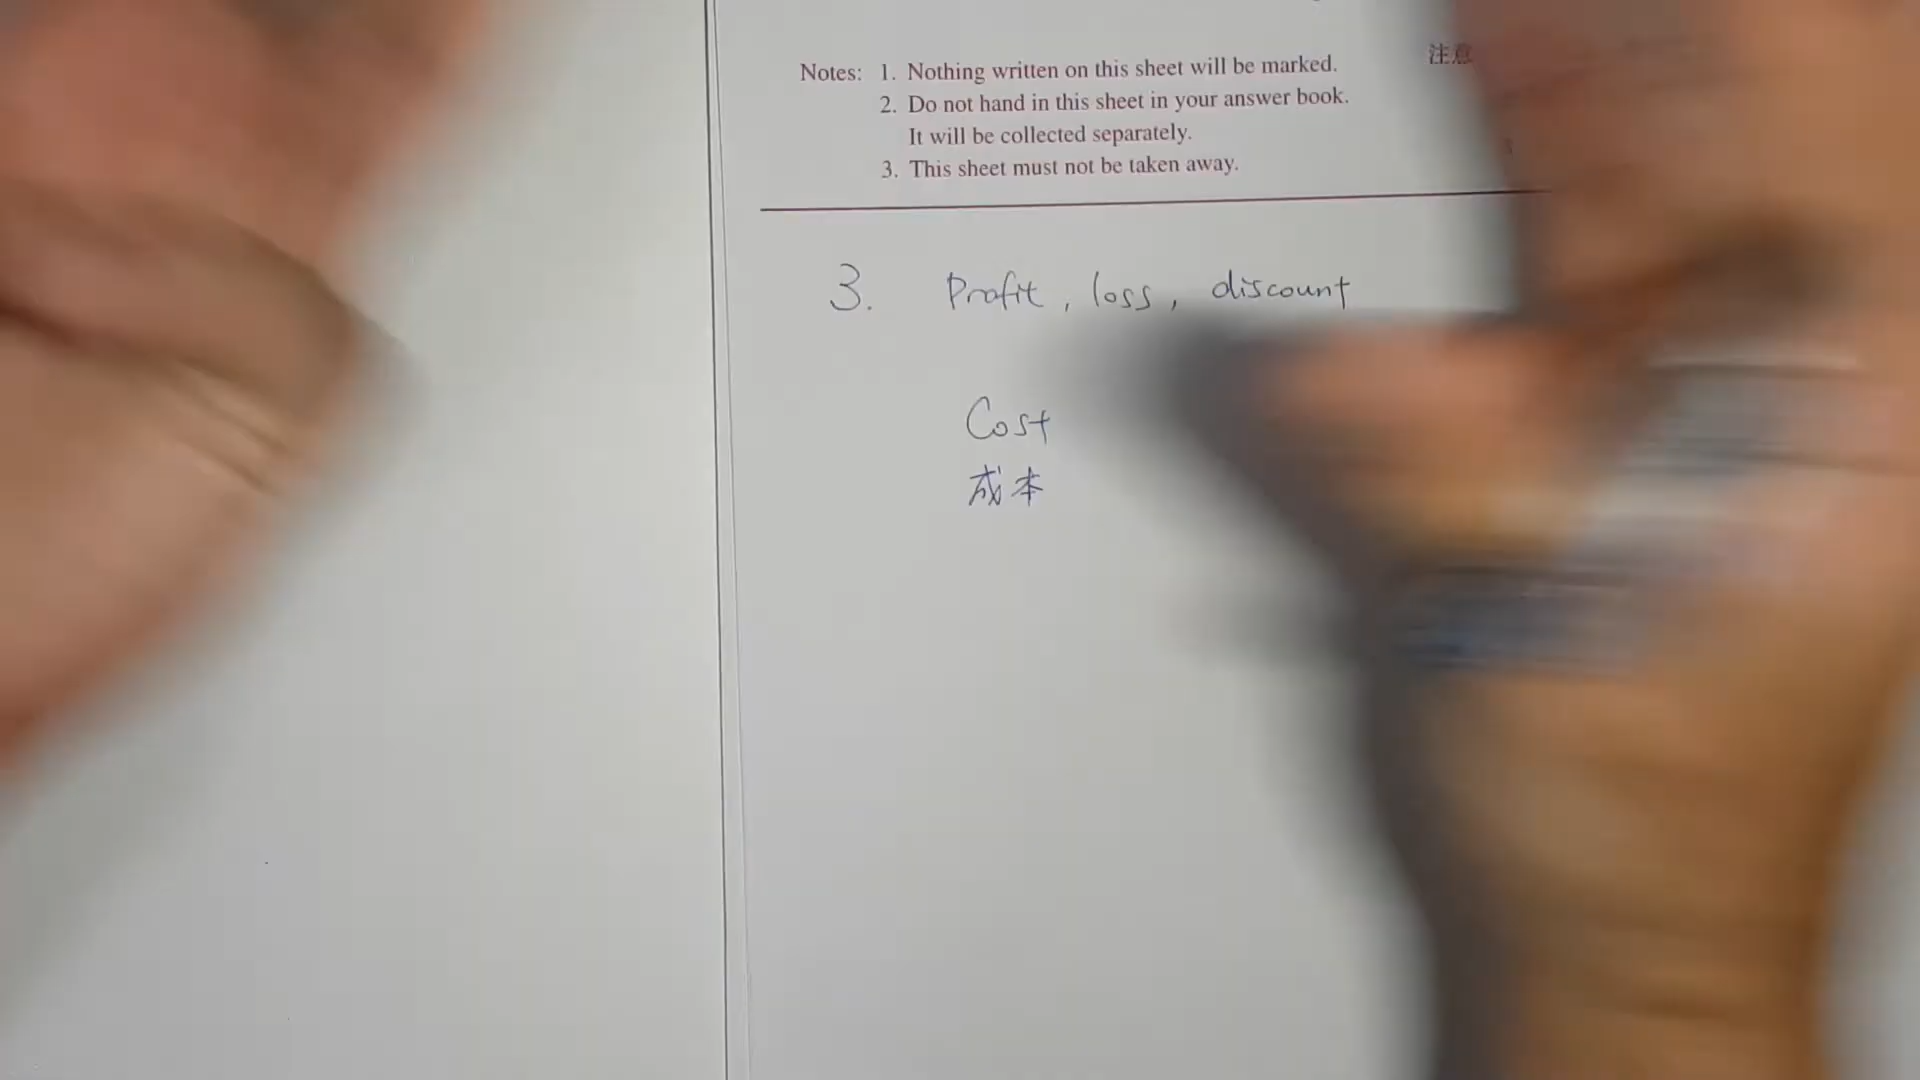 Notes: 1. Nothing written on this sheet will be marked.
2. Do not hand in this sheet in your answer book.
It will be collected separately.
3. This sheet must not be taken away.
注意
3. Profit, loss, discount
Cost
成本